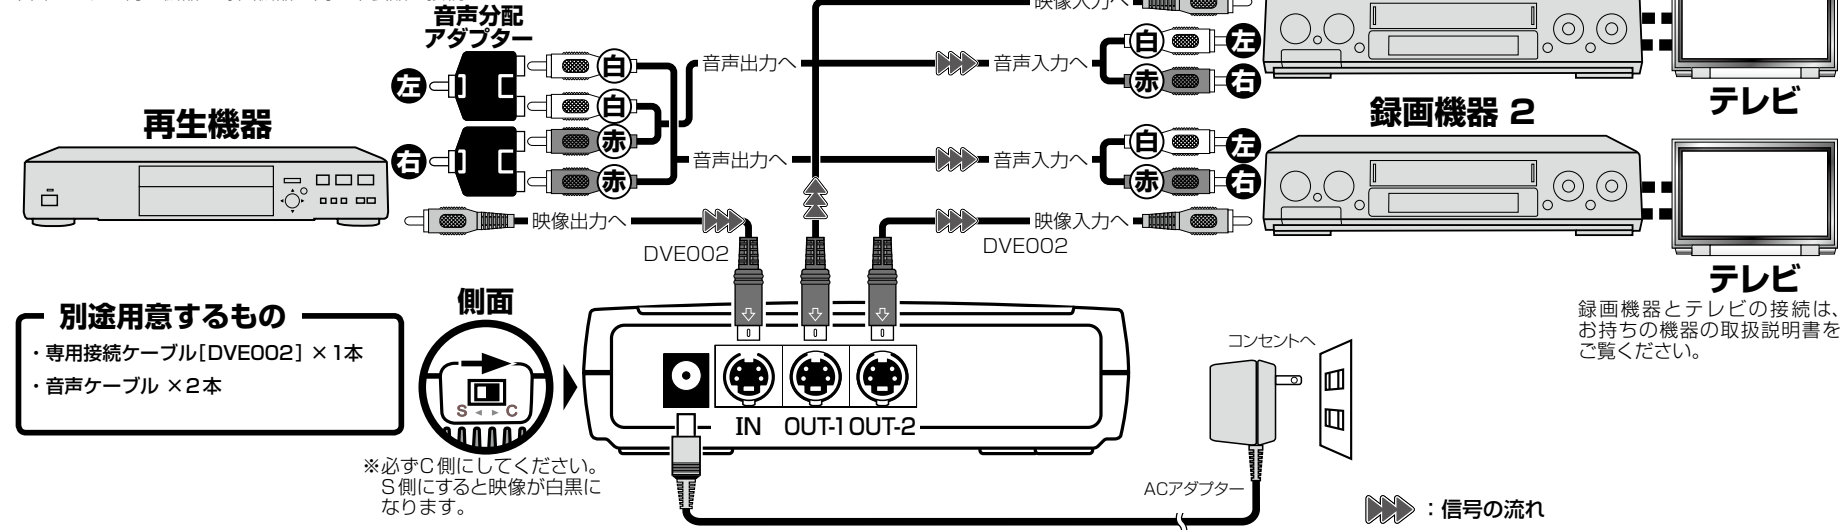 音声分配
アダプター
映像入力へ
左
白
白
赤
赤
右
音声出力へ
音声入力へ
白
左
赤
右
テレビ
再生機器
録画機器 2
音声出力へ
音声入力へ
白
左
赤
右
映像出力へ
DVE002
映像入力へ
DVE002
テレビ
録画機器とテレビの接続は、
お持ちの機器の取扱説明書を
ご覧ください。
別途用意するもの
・専用接続ケーブル[DVE002] ×1本
・音声ケーブル ×2本
側面
S C
※必ずC側にしてください。
S側にすると映像が白黒に
なります。
IN OUT-1 OUT-2
コンセントへ
ACアダプター
：信号の流れ